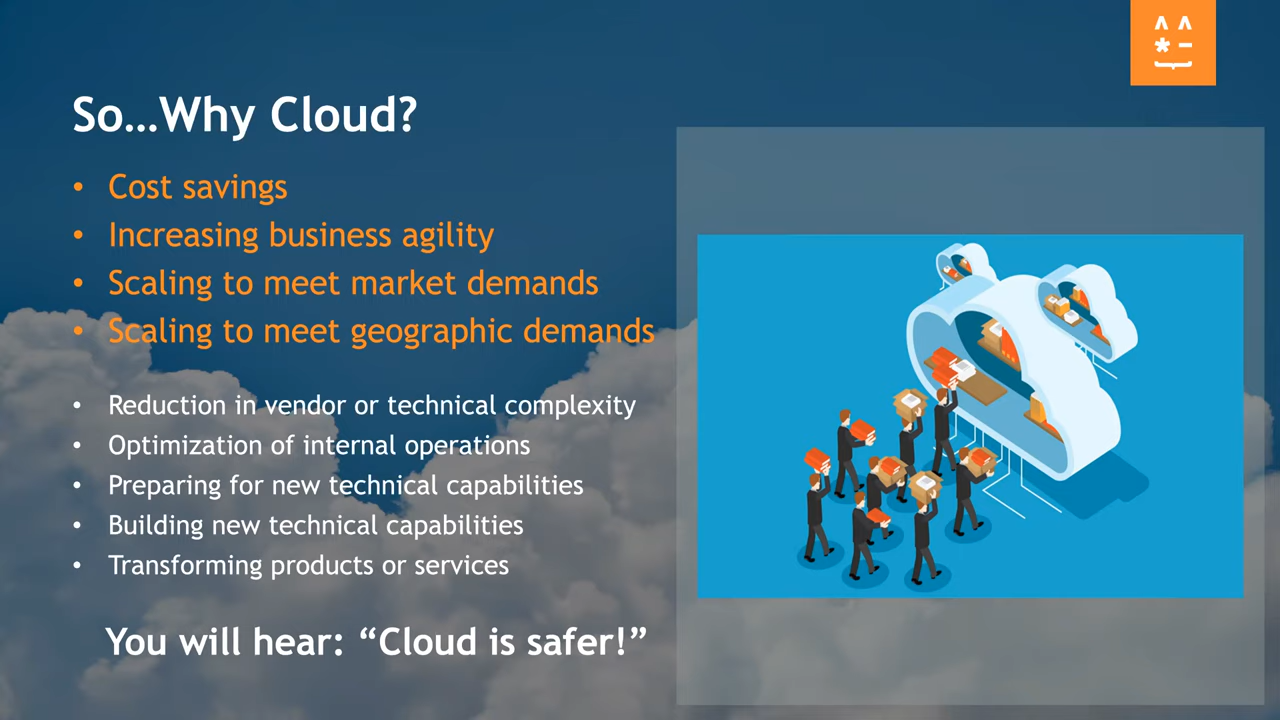 So...Why Cloud?
• Cost savings
• Increasing business agility
• Scaling to meet market demands
• Scaling to meet geographic demands
• Reduction in vendor or technical complexity
• Optimization of internal operations
• Preparing for new technical capabilities
• Building new technical capabilities
• Transforming products or services
You will hear: “Cloud is safer!”